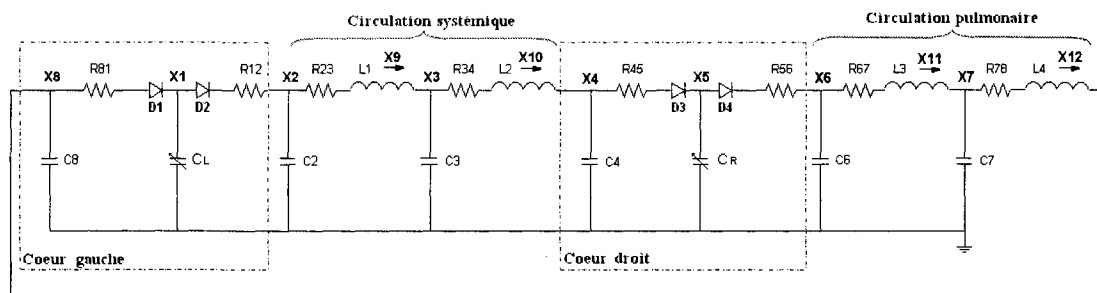 Circulation systémique
Circulation pulmonaire
X8 R81 X1 R12 X2 R23 L1 X9 X3 R34 L2 X10 X4 R45 X5 R56 X6 R67 L3 X11 X7 R78 L4 X12
D1 D2 D3 D4
C8 CL C2 C3 C4 CR C6 C7
Coeur gauche Coeur droit